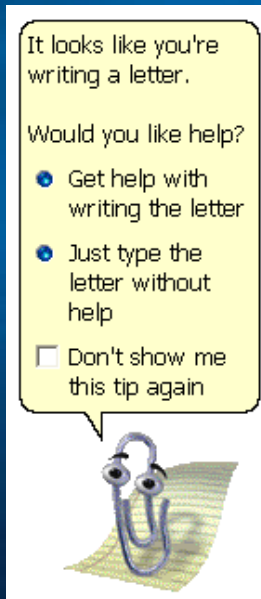 It looks like you're
writing a letter.
Would you like help?
Get help with
writing the letter
Just type the
letter without
help
Don't show me
this tip again